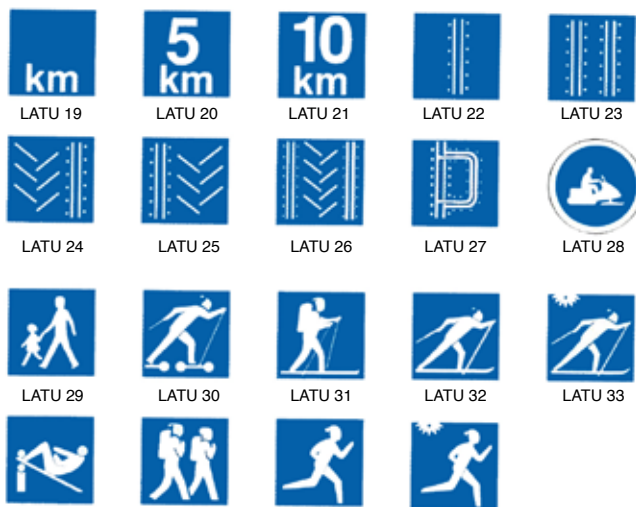 km
5
km
10
km
LATU 19
LATU 20
LATU 21
LATU 22
LATU 23
LATU 24
LATU 25
LATU 26
LATU 27
LATU 28
LATU 29
LATU 30
LATU 31
LATU 32
LATU 33